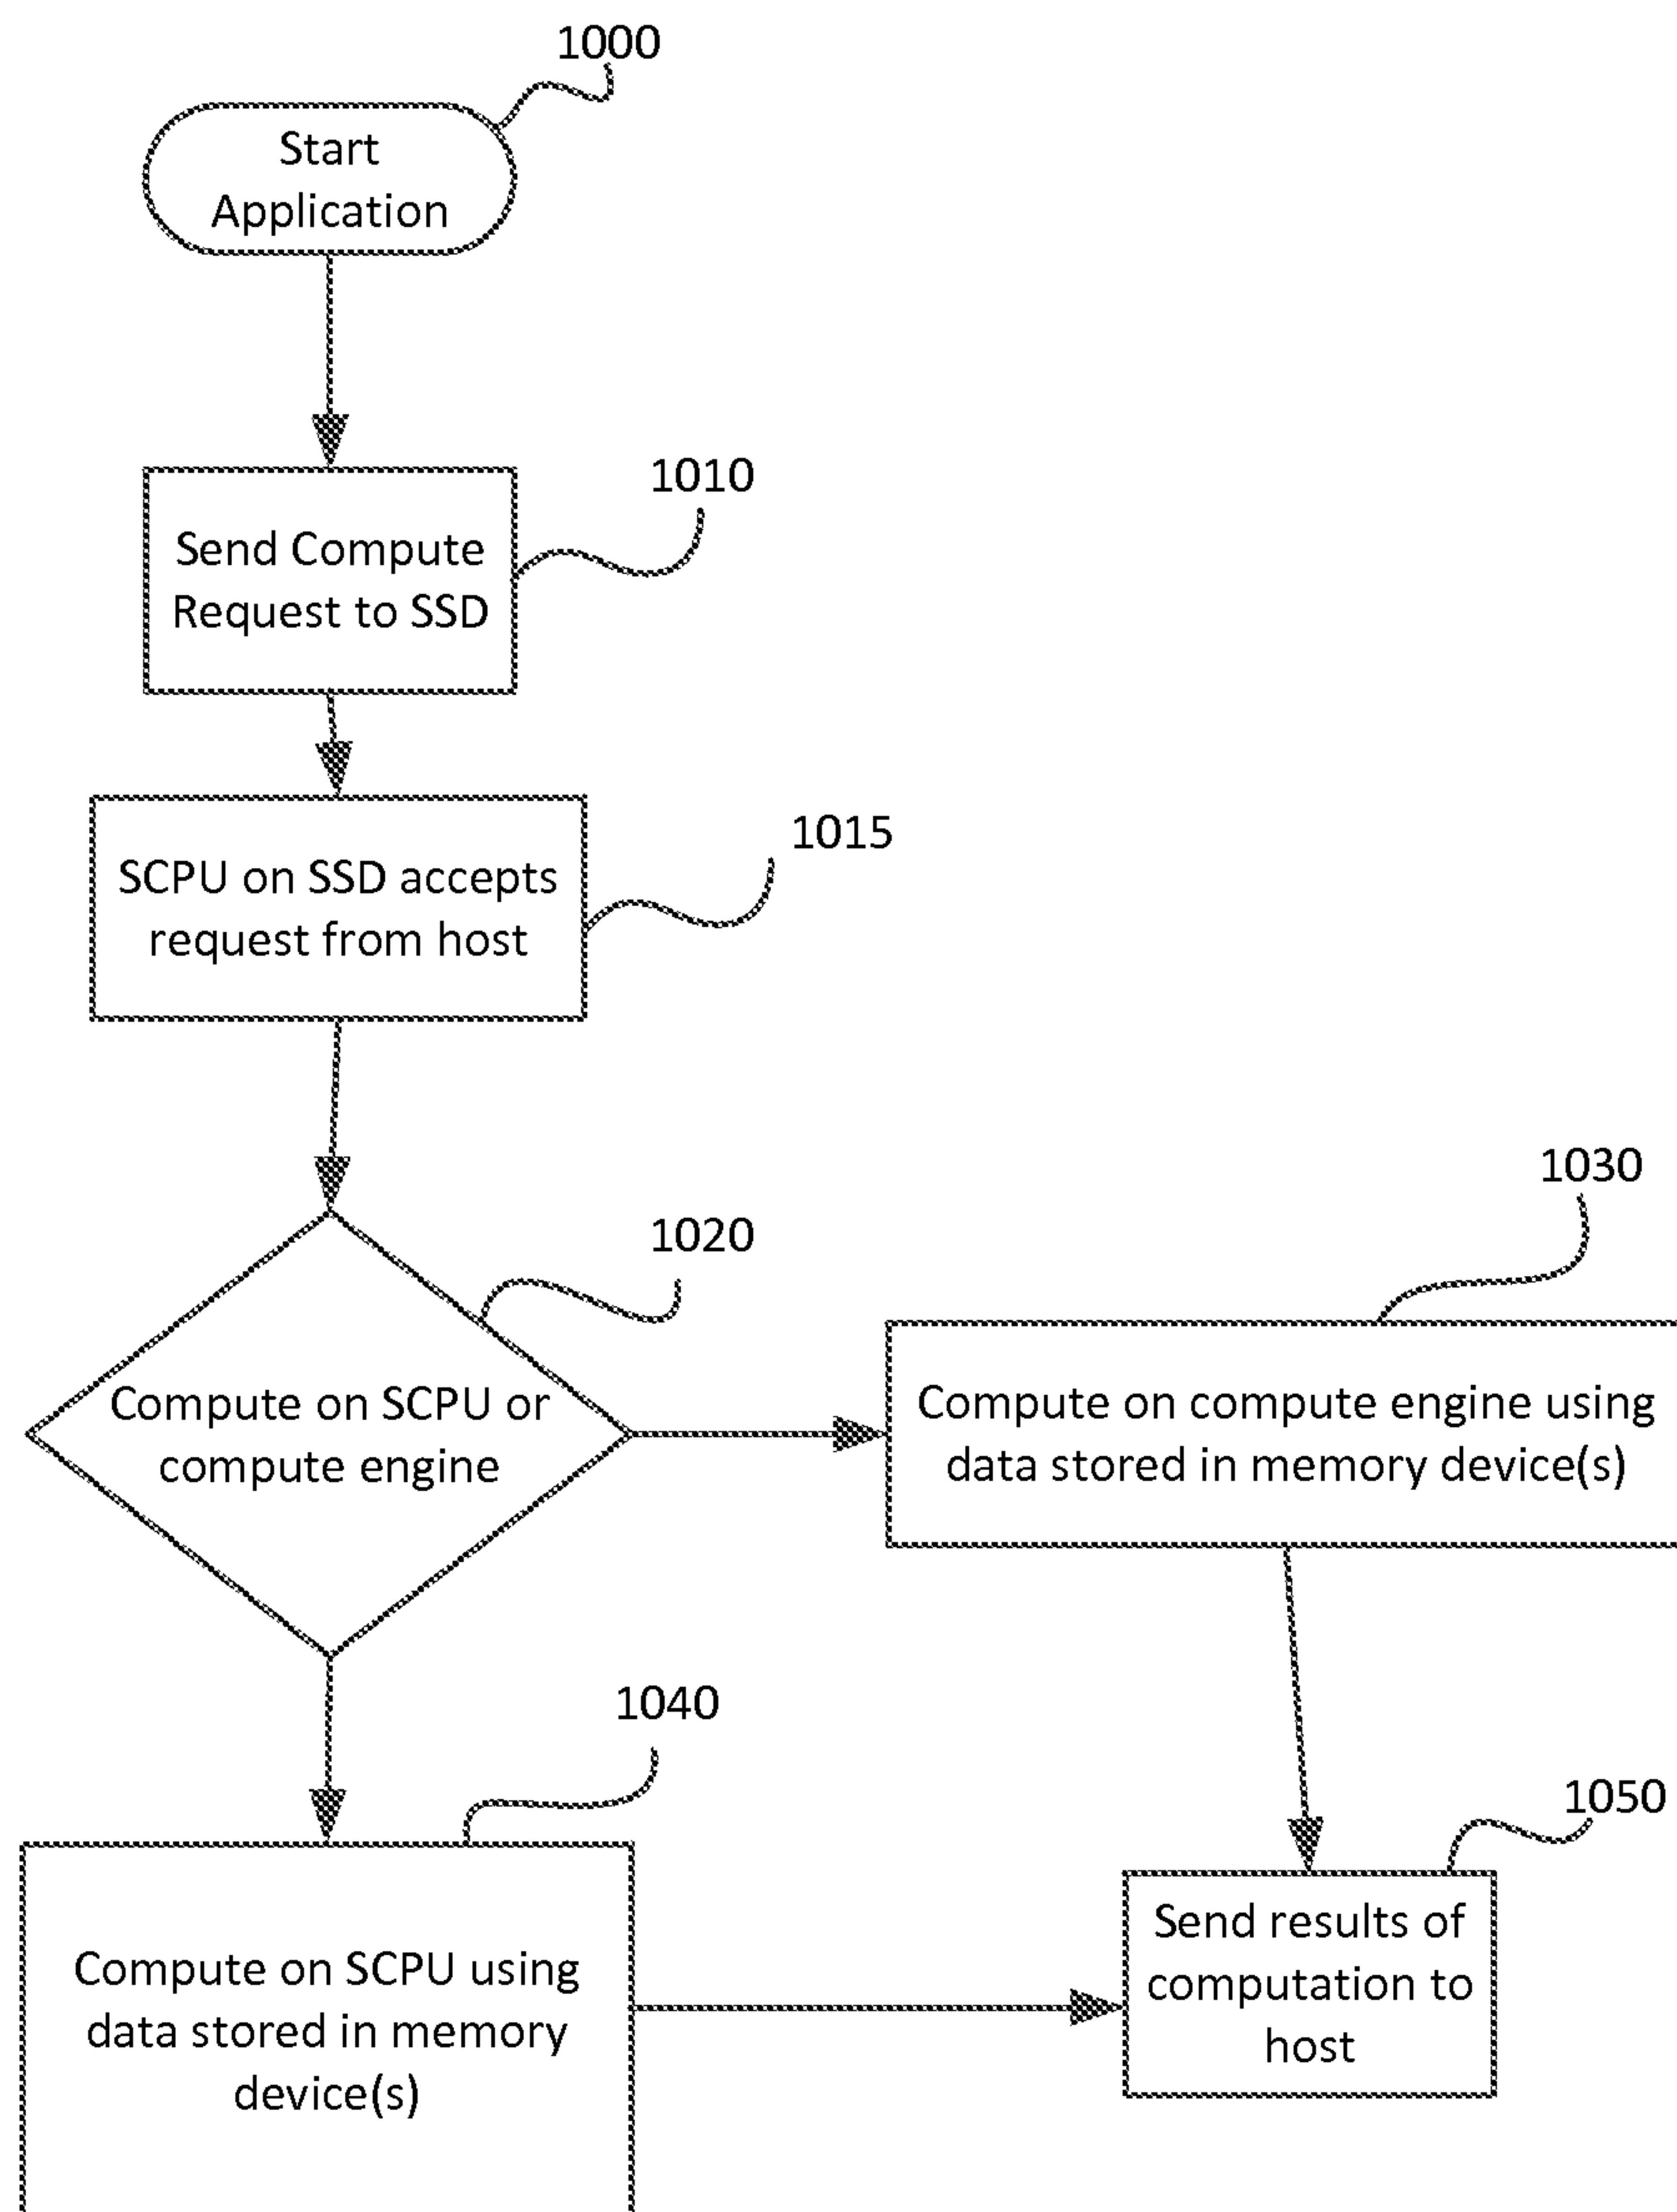 1000
Start
Application
1010
Send Compute
Request to SSD
1015
SCPU on SSD accepts
request from host
1020
Compute on SCPU or
compute engine
1030
Compute on compute engine using
data stored in memory device(s)
1040
Compute on SCPU using
data stored in memory
device(s)
1050
Send results of
computation to
host